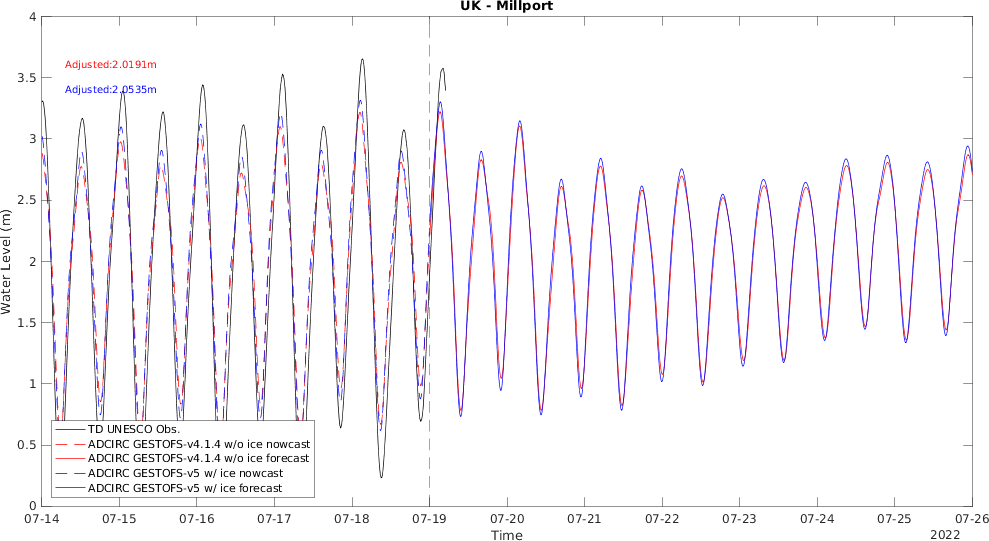 UK - Millport
Adjusted:2.0191m
Adjusted:2.0535m
Water Level (m)
4
3.5
3
2.5
2
1.5
1
0.5
0
TD UNESCO Obs.
ADCIRC GESTOFS-v4.1.4 w/o ice nowcast
ADCIRC GESTOFS-v4.1.4 w/o ice forecast
ADCIRC GESTOFS-v5 w/ ice nowcast
ADCIRC GESTOFS-v5 w/ ice forecast
07-14 07-15 07-16 07-17 07-18 07-19 07-20 07-21 07-22 07-23 07-24 07-25 07-26
Time
2022